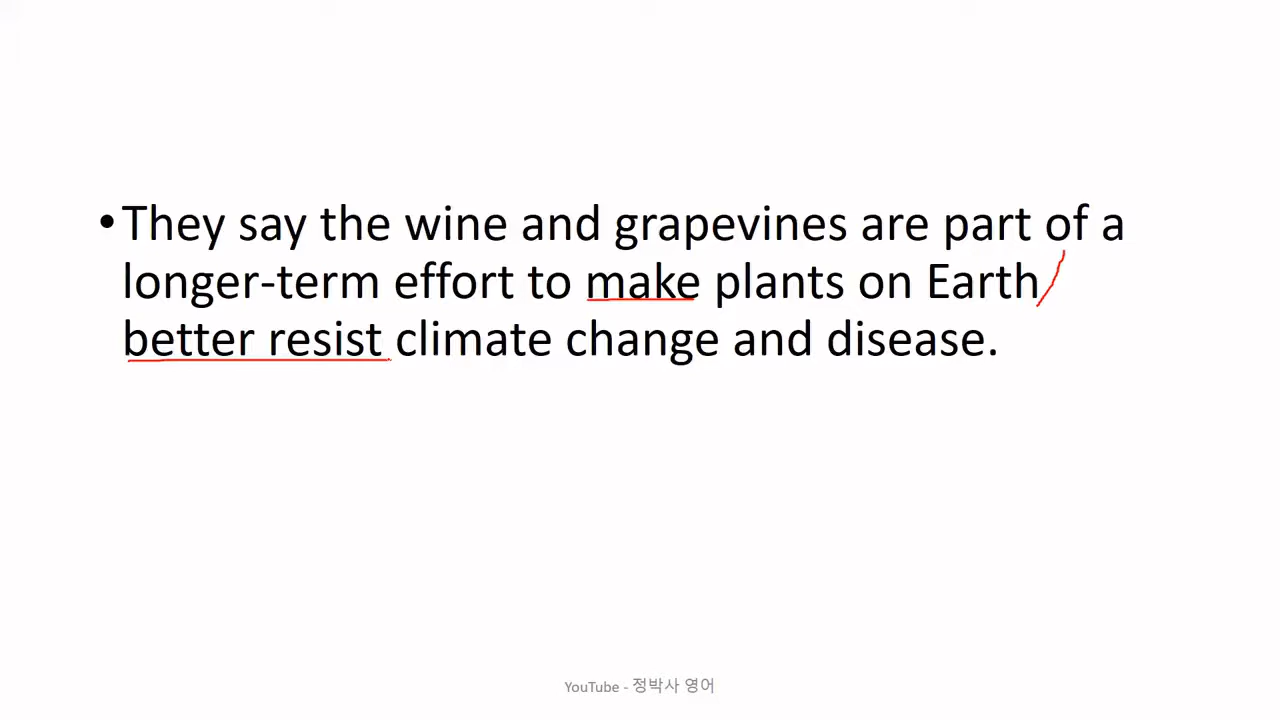 •They say the wine and grapevines are part of a
longer-term effort to make plants on Earth
better resist climate change and disease.
YouTube - 정박사 영어